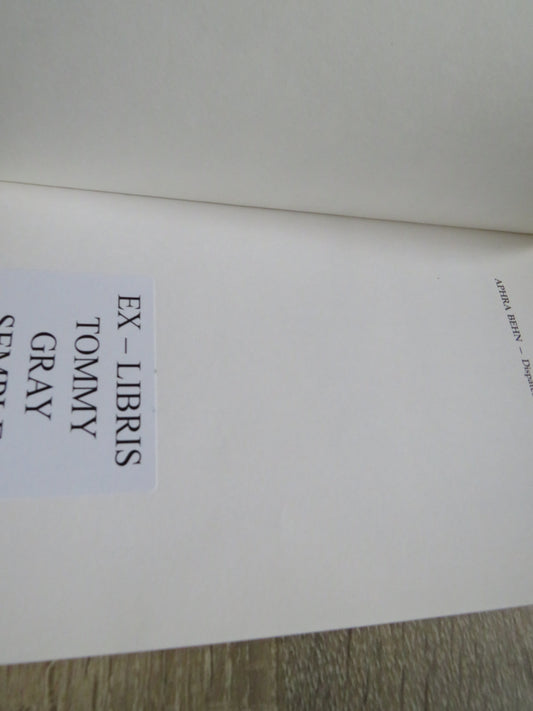 APHRA BEHN –
EX – LIBRIS
TOMMY
GRAY